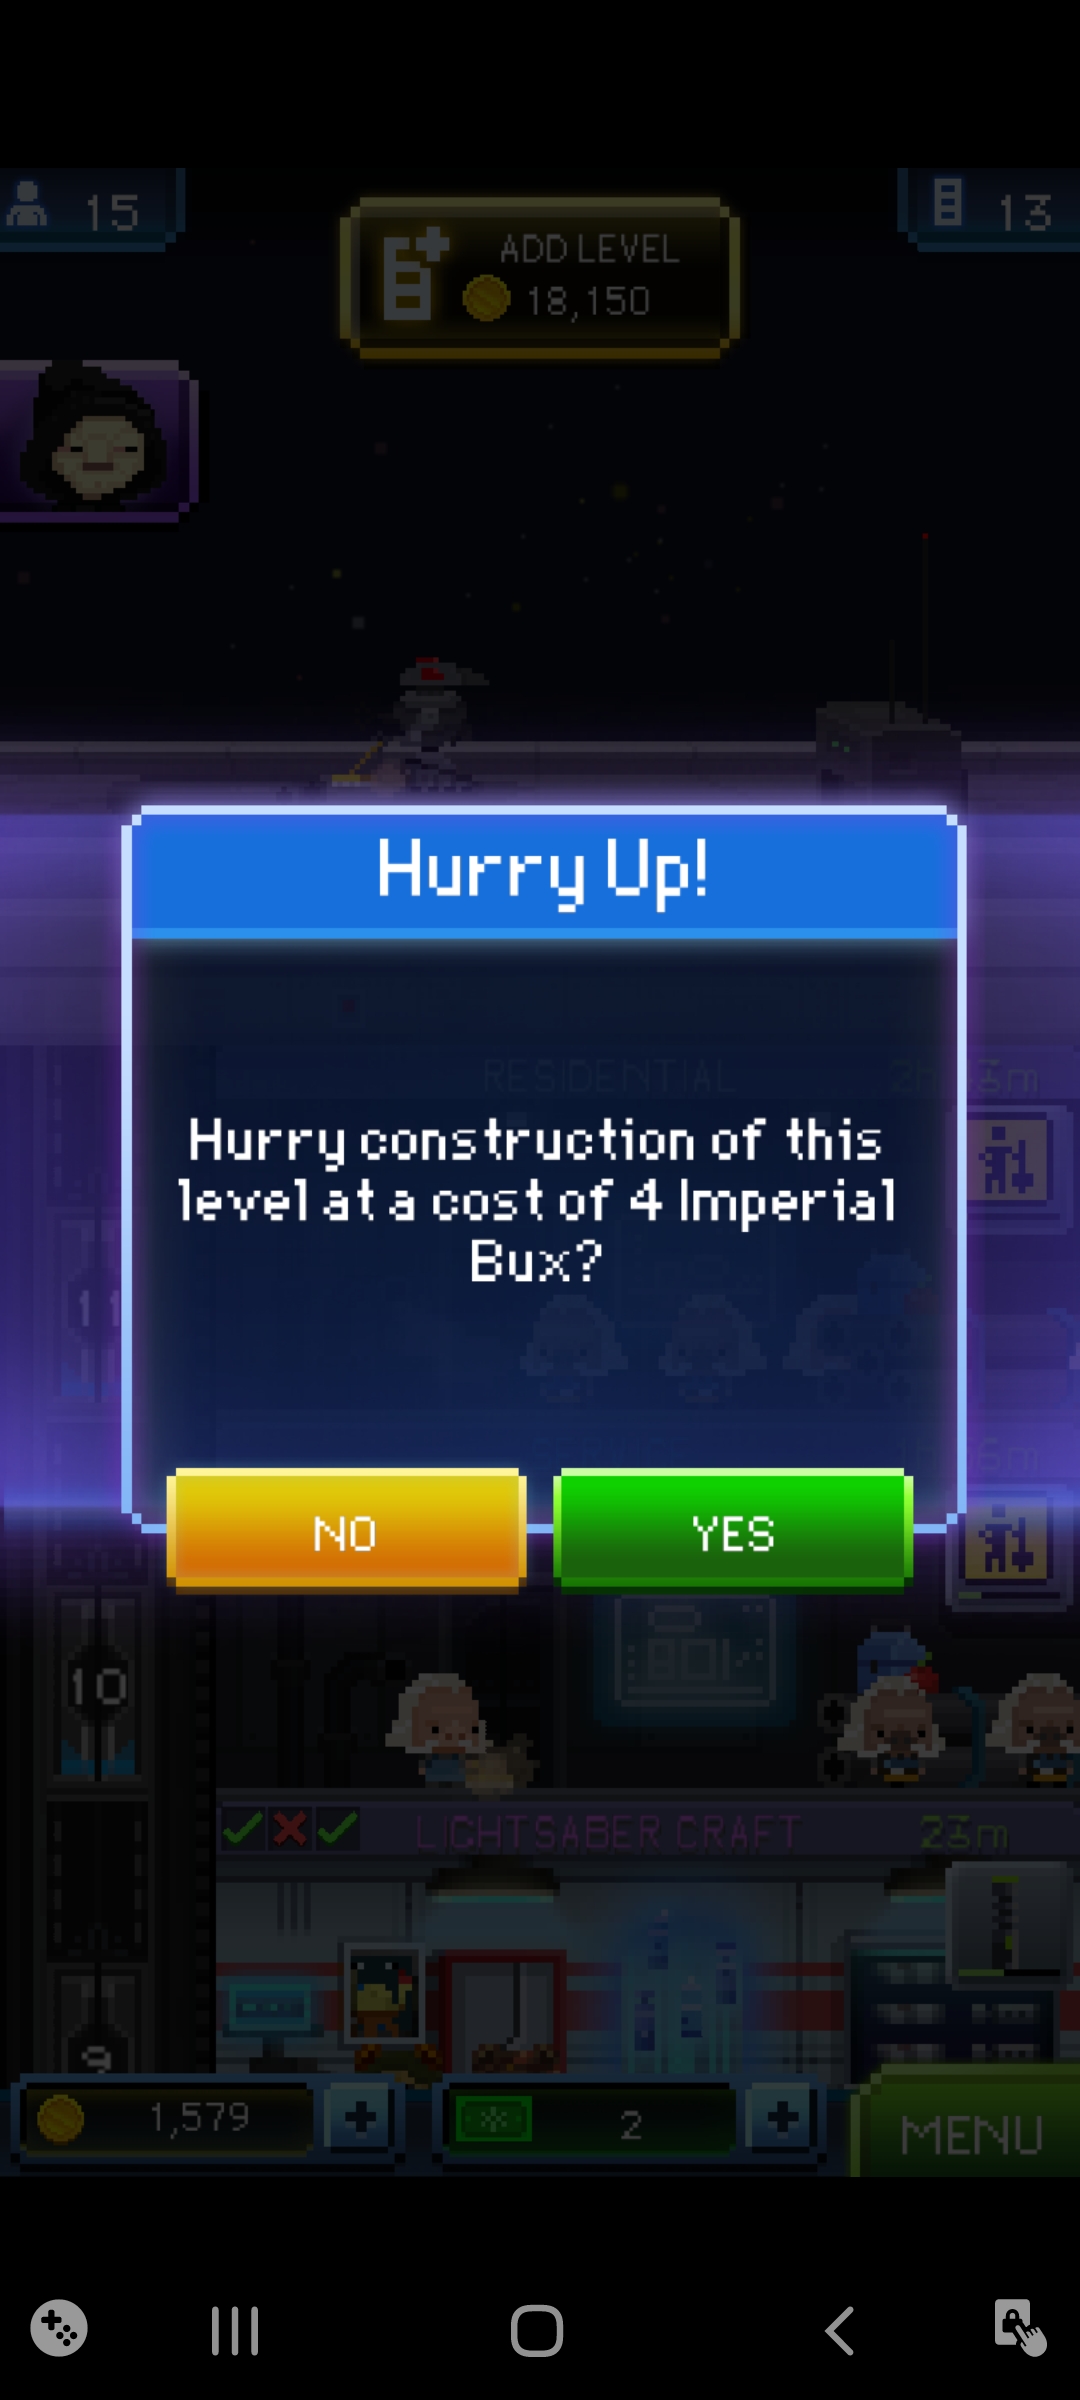 15
ADD LEVEL
18,150
13
Hurry Up!
RESIDENTIAL
Hurry construction of this
level at a cost of 4 Imperial
Bux?
11
NO
YES
10
LIGHTSABER CRAFT
23m
9
1,579
2
MENU